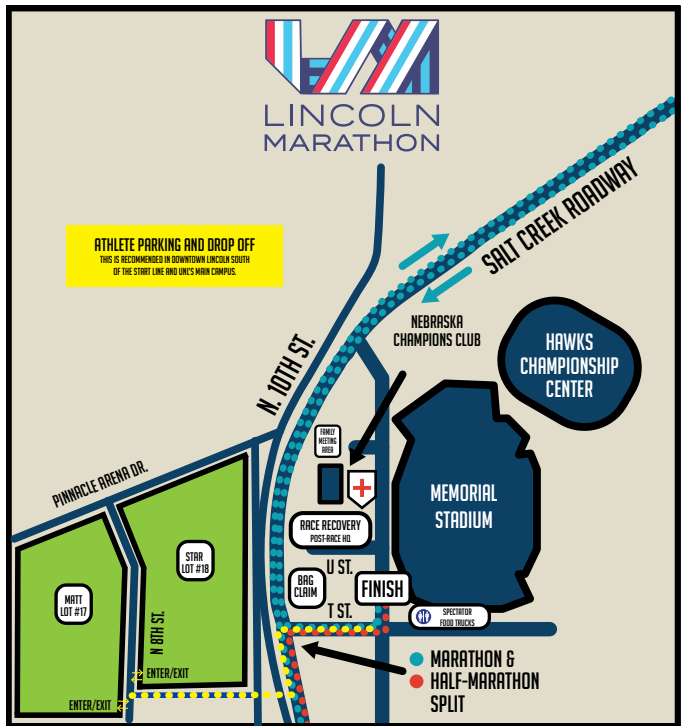 LINCOLN
MARATHON
ATHLETE PARKING AND DROP OFF
THIS IS RECOMMENDED IN DOWNTOWN LINCOLN SOUTH
OF THE START LINE AND UNL'S MAIN CAMPUS.
SALT CREEK ROADWAY
NEBRASKA
CHAMPIONS CLUB
HAWKS
CHAMPIONSHIP
CENTER
N. 10TH ST.
FAMILY
MEETING
AREA
PINNACLE ARENA DR.
MEMORIAL
STADIUM
RACE RECOVERY
POST-RACE HQ.
STAR
LOT #18
U ST.
BAG
CLAIM
FINISH
MATT
LOT #17
T ST.
SPECTATOR
FOOD TRUCKS
N 8TH ST.
MARATHON &
HALF-MARATHON
SPLIT
ENTER/EXIT
ENTER/EXIT